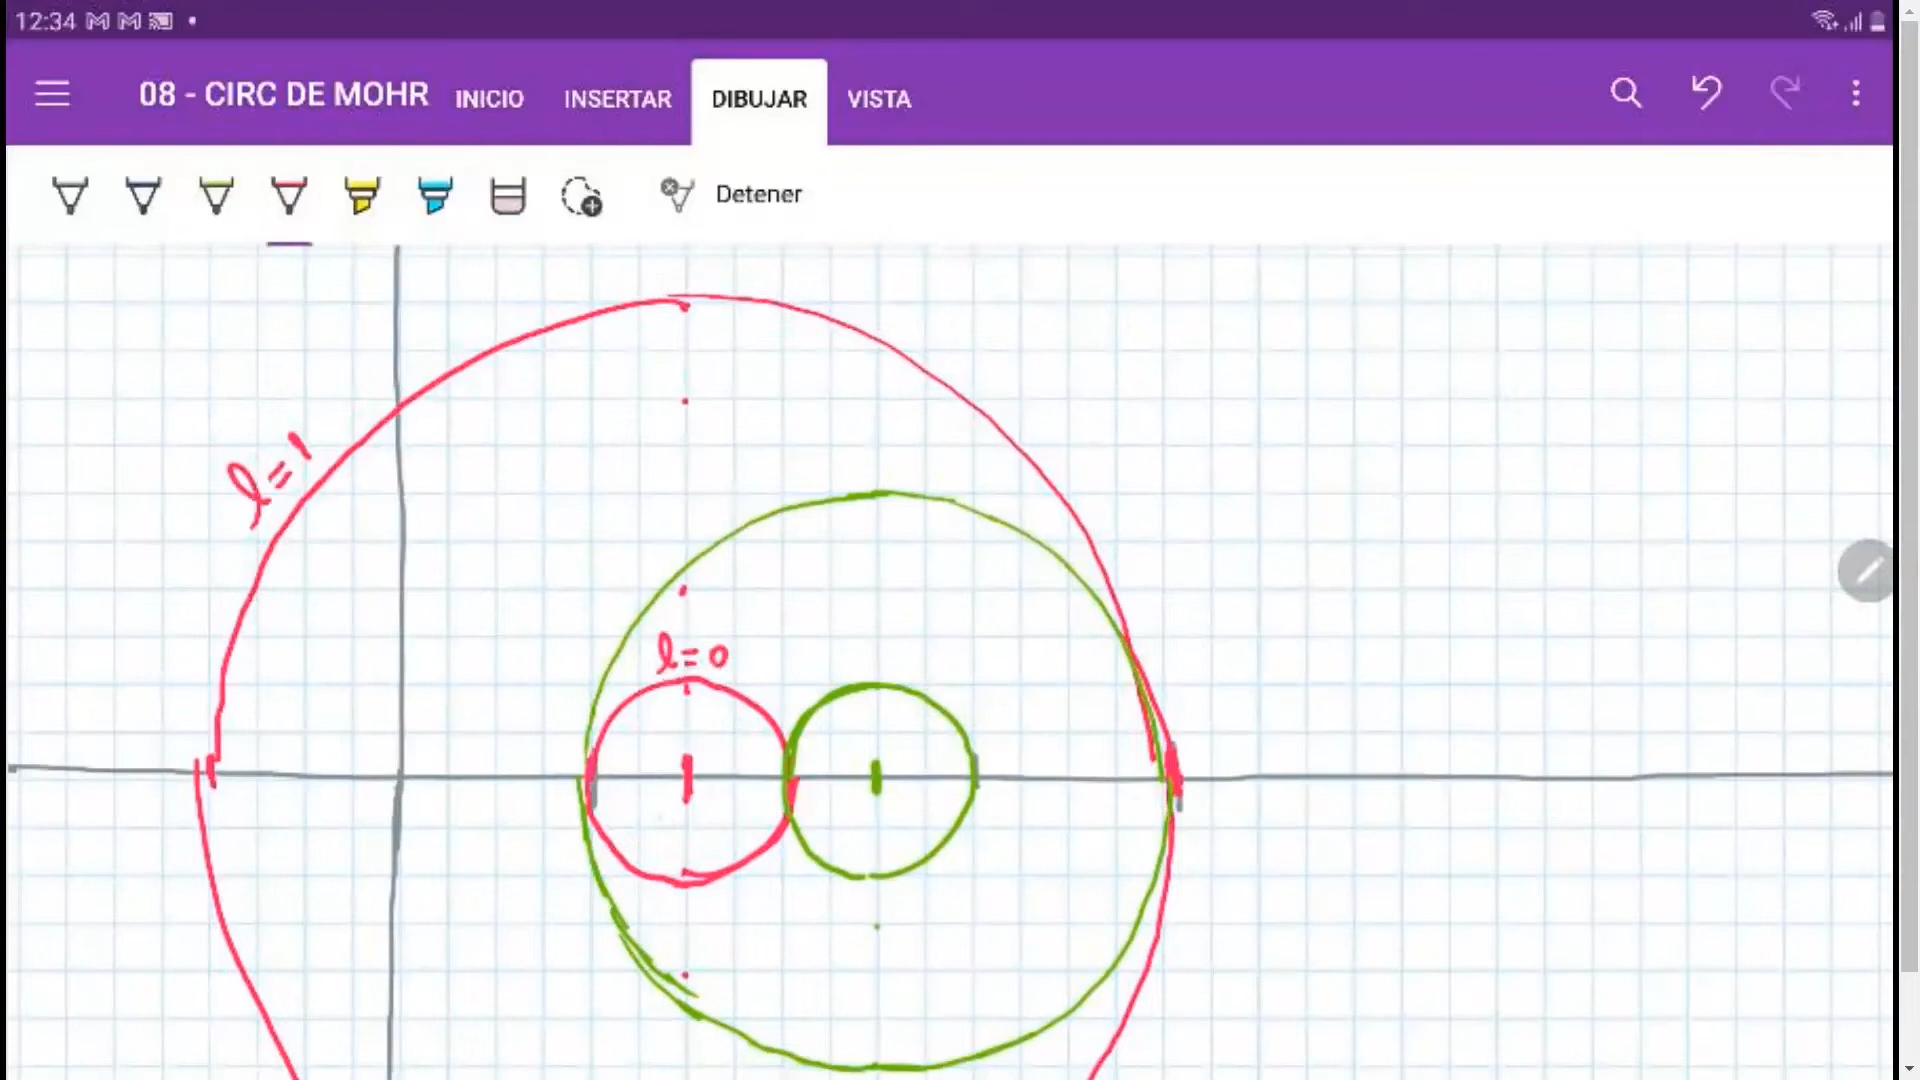 12:34
08 - CIRC DE MOHR INICIO INSERTAR DIBUJAR VISTA
Detener
l=1
l=0